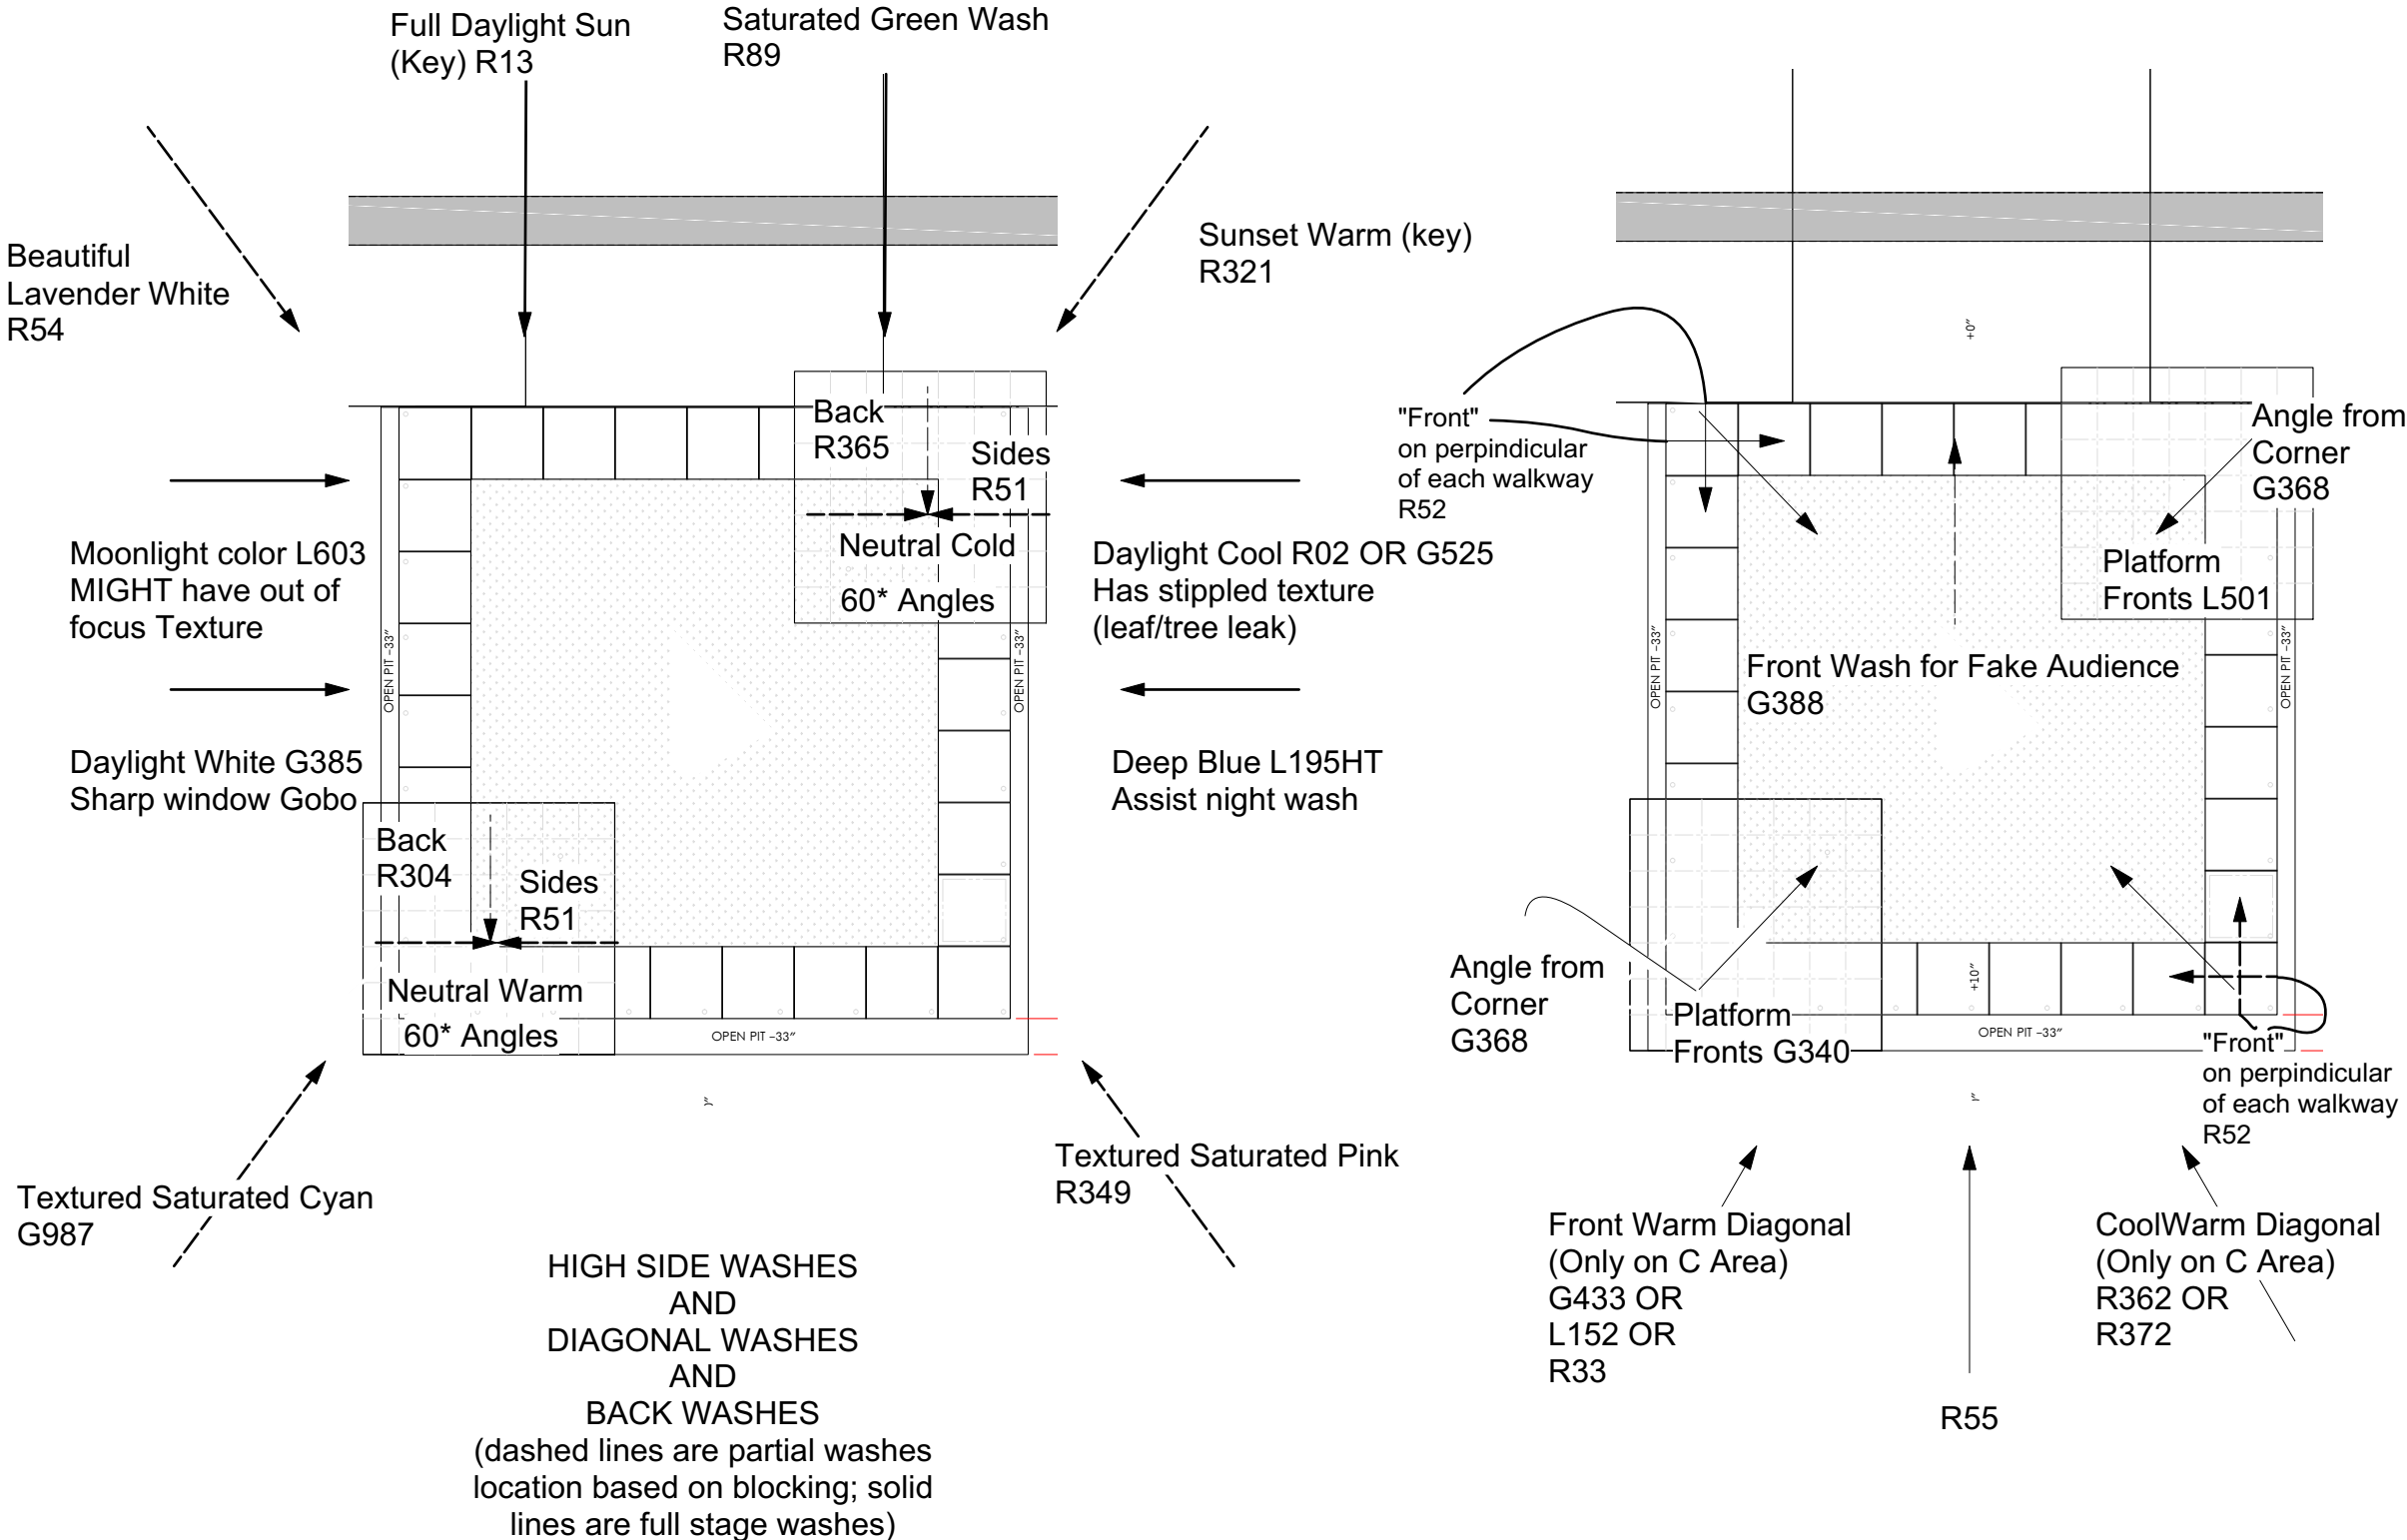 Full Daylight Sun
(Key) R13
Saturated Green Wash
R89
Beautiful
Lavender White
R54
Sunset Warm (key)
R321
Back
R365
Sides
R51
Neutral Cold
60* Angles
Moonlight color L603
MIGHT have out of
focus Texture
Daylight Cool R02 OR G525
Has stippled texture
(leaf/tree leak)
OPEN PIT -33"
OPEN PIT -33"
Daylight White G385
Sharp window Gobo
Deep Blue L195HT
Assist night wash
Back
R304
Sides
R51
Neutral Warm
60* Angles
OPEN PIT -33"
Textured Saturated Cyan
G987
Textured Saturated Pink
R349
HIGH SIDE WASHES
AND
DIAGONAL WASHES
AND
BACK WASHES
(dashed lines are partial washes
location based on blocking; solid
lines are full stage washes)
+0"
"Front"
on perpindicular
of each walkway
R52
Angle from
Corner
G368
Platform
Fronts L501
OPEN PIT -33"
OPEN PIT -33"
Front Wash for Fake Audience
G388
Angle from
Corner
G368
Platform
Fronts G340
+10"
OPEN PIT -33"
"Front"
on perpindicular
of each walkway
R52
Front Warm Diagonal
(Only on C Area)
G433 OR
L152 OR
R33
CoolWarm Diagonal
(Only on C Area)
R362 OR
R372
R55